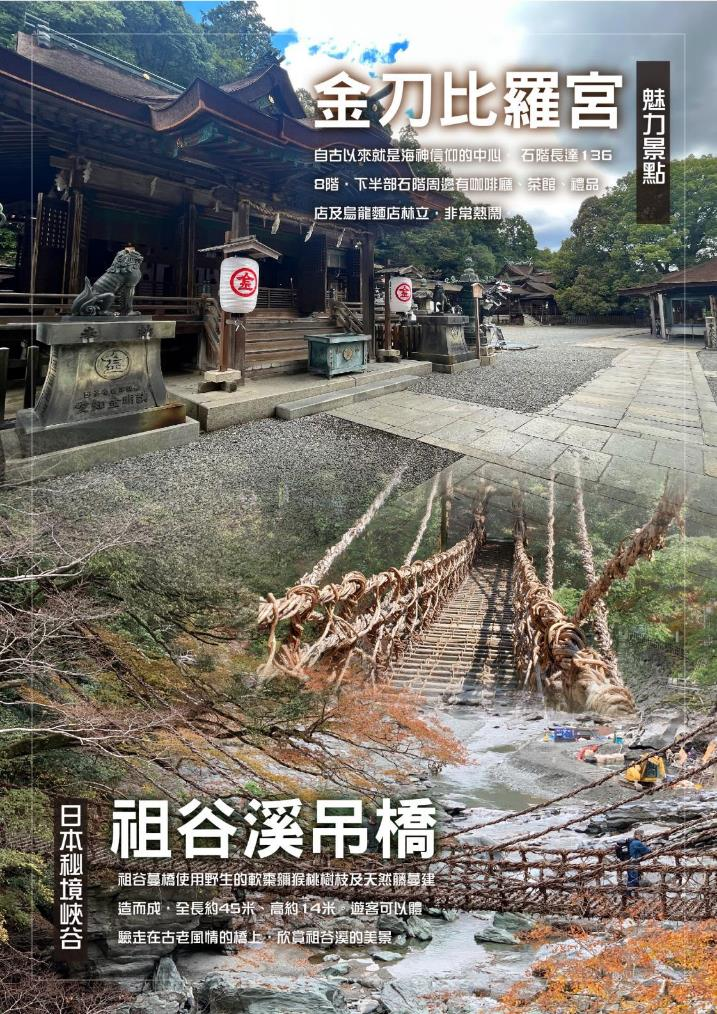 金刀比羅宮
魅力景點
自古以來就是海神信仰的中心，石階長達136
8階，下半部石階周邊有咖啡廳、茶館、禮品
店及烏龍麵店林立，非常熱鬧
金
金
祖谷溪吊橋
日本秘境峽谷
祖谷蔓橋使用野生的軟棗獼猴桃樹枝及天然藤蔓建
造而成，全長約45米、高約14米，遊客可以體
驗走在古老風情的橋上，欣賞祖谷溪的美景